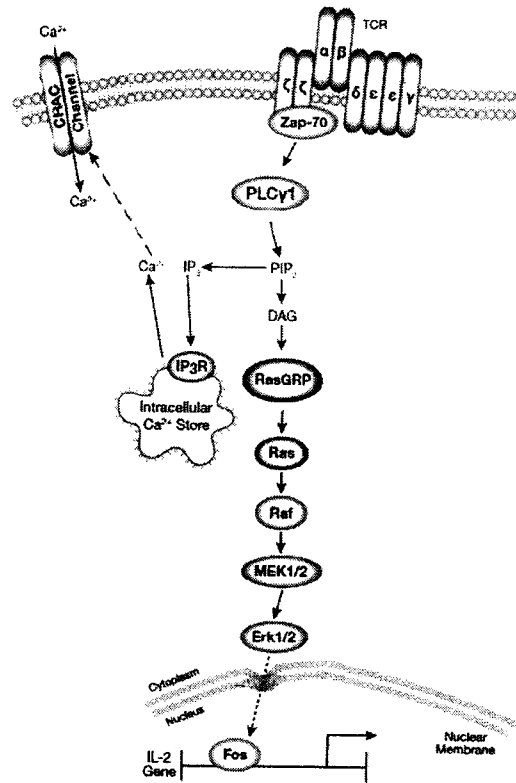 Ca²⁺
α β
TCR
CHAC
Channel
ζ ζ
δ ε ε γ
Zap-70
Ca²⁺
PLCγ1
Ca²⁺
IP₃
PIP₂
DAG
IP3R
RasGRP
Intracellular
Ca²⁺ Store
Ras
Raf
MEK1/2
Erk1/2
Cytoplasm
Nucleus
Nuclear
Membrane
Fos
IL-2
Gene